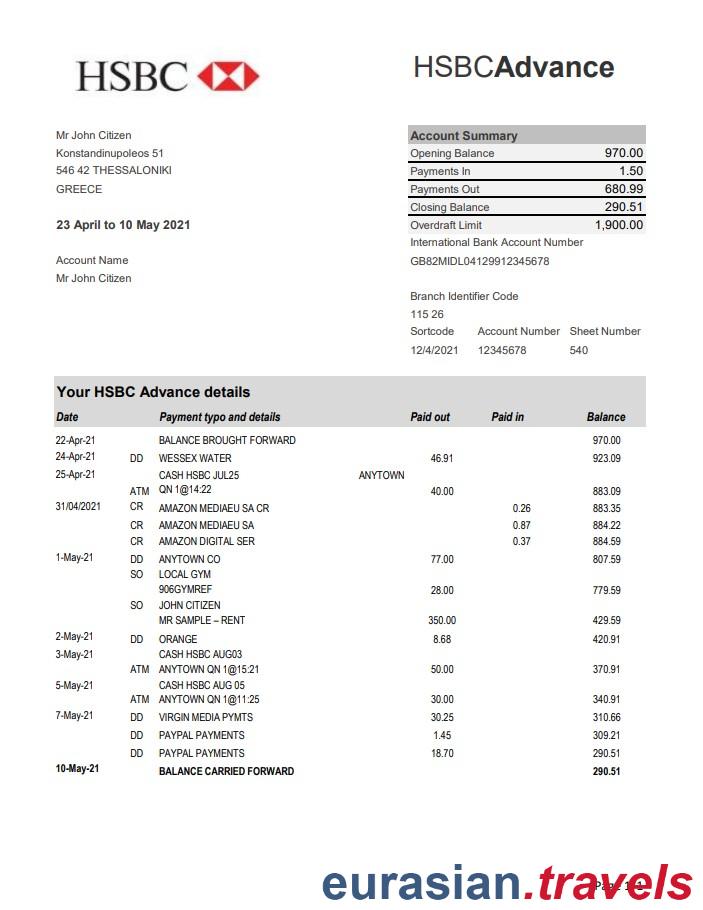 HSBC
HSBCAdvance
Mr John Citizen
Konstandinupoleos 51
546 42 THESSALONIKI
GREECE
23 April to 10 May 2021
Account Name
Mr John Citizen
Account Summary
Opening Balance 970.00
Payments In 1.50
Payments Out 680.99
Closing Balance 290.51
Overdraft Limit 1,900.00
International Bank Account Number
GB82MIDL04129912345678
Branch Identifier Code
115 26
Sortcode Account Number Sheet Number
12/4/2021 12345678 540
Your HSBC Advance details
Date Payment typo and details Paid out Paid in Balance
22-Apr-21 BALANCE BROUGHT FORWARD 970.00
24-Apr-21 DD WESSEX WATER 46.91 923.09
25-Apr-21 CASH HSBC JUL25 ANYTOWN
ATM QN 1@14:22 40.00 883.09
31/04/2021 CR AMAZON MEDIAEU SA CR 0.26 883.35
CR AMAZON MEDIAEU SA 0.87 884.22
CR AMAZON DIGITAL SER 0.37 884.59
1-May-21 DD ANYTOWN CO 77.00 807.59
SO LOCAL GYM
906GYMREF 28.00 779.59
SO JOHN CITIZEN
MR SAMPLE – RENT 350.00 429.59
2-May-21 DD ORANGE 8.68 420.91
3-May-21 CASH HSBC AUG03
ATM ANYTOWN QN 1@15:21 50.00 370.91
5-May-21 CASH HSBC AUG 05
ATM ANYTOWN QN 1@11:25 30.00 340.91
7-May-21 DD VIRGIN MEDIA PYMTS 30.25 310.66
DD PAYPAL PAYMENTS 1.45 309.21
DD PAYPAL PAYMENTS 18.70 290.51
10-May-21 BALANCE CARRIED FORWARD 290.51
eurasian.travels